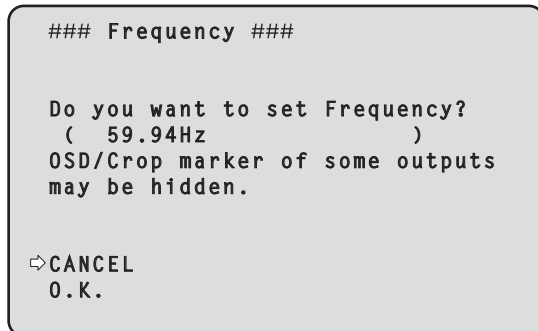 ### Frequency ###
Do you want to set Frequency?
( 59.94Hz )
OSD/Crop marker of some outputs
may be hidden.
⇨CANCEL
O.K.